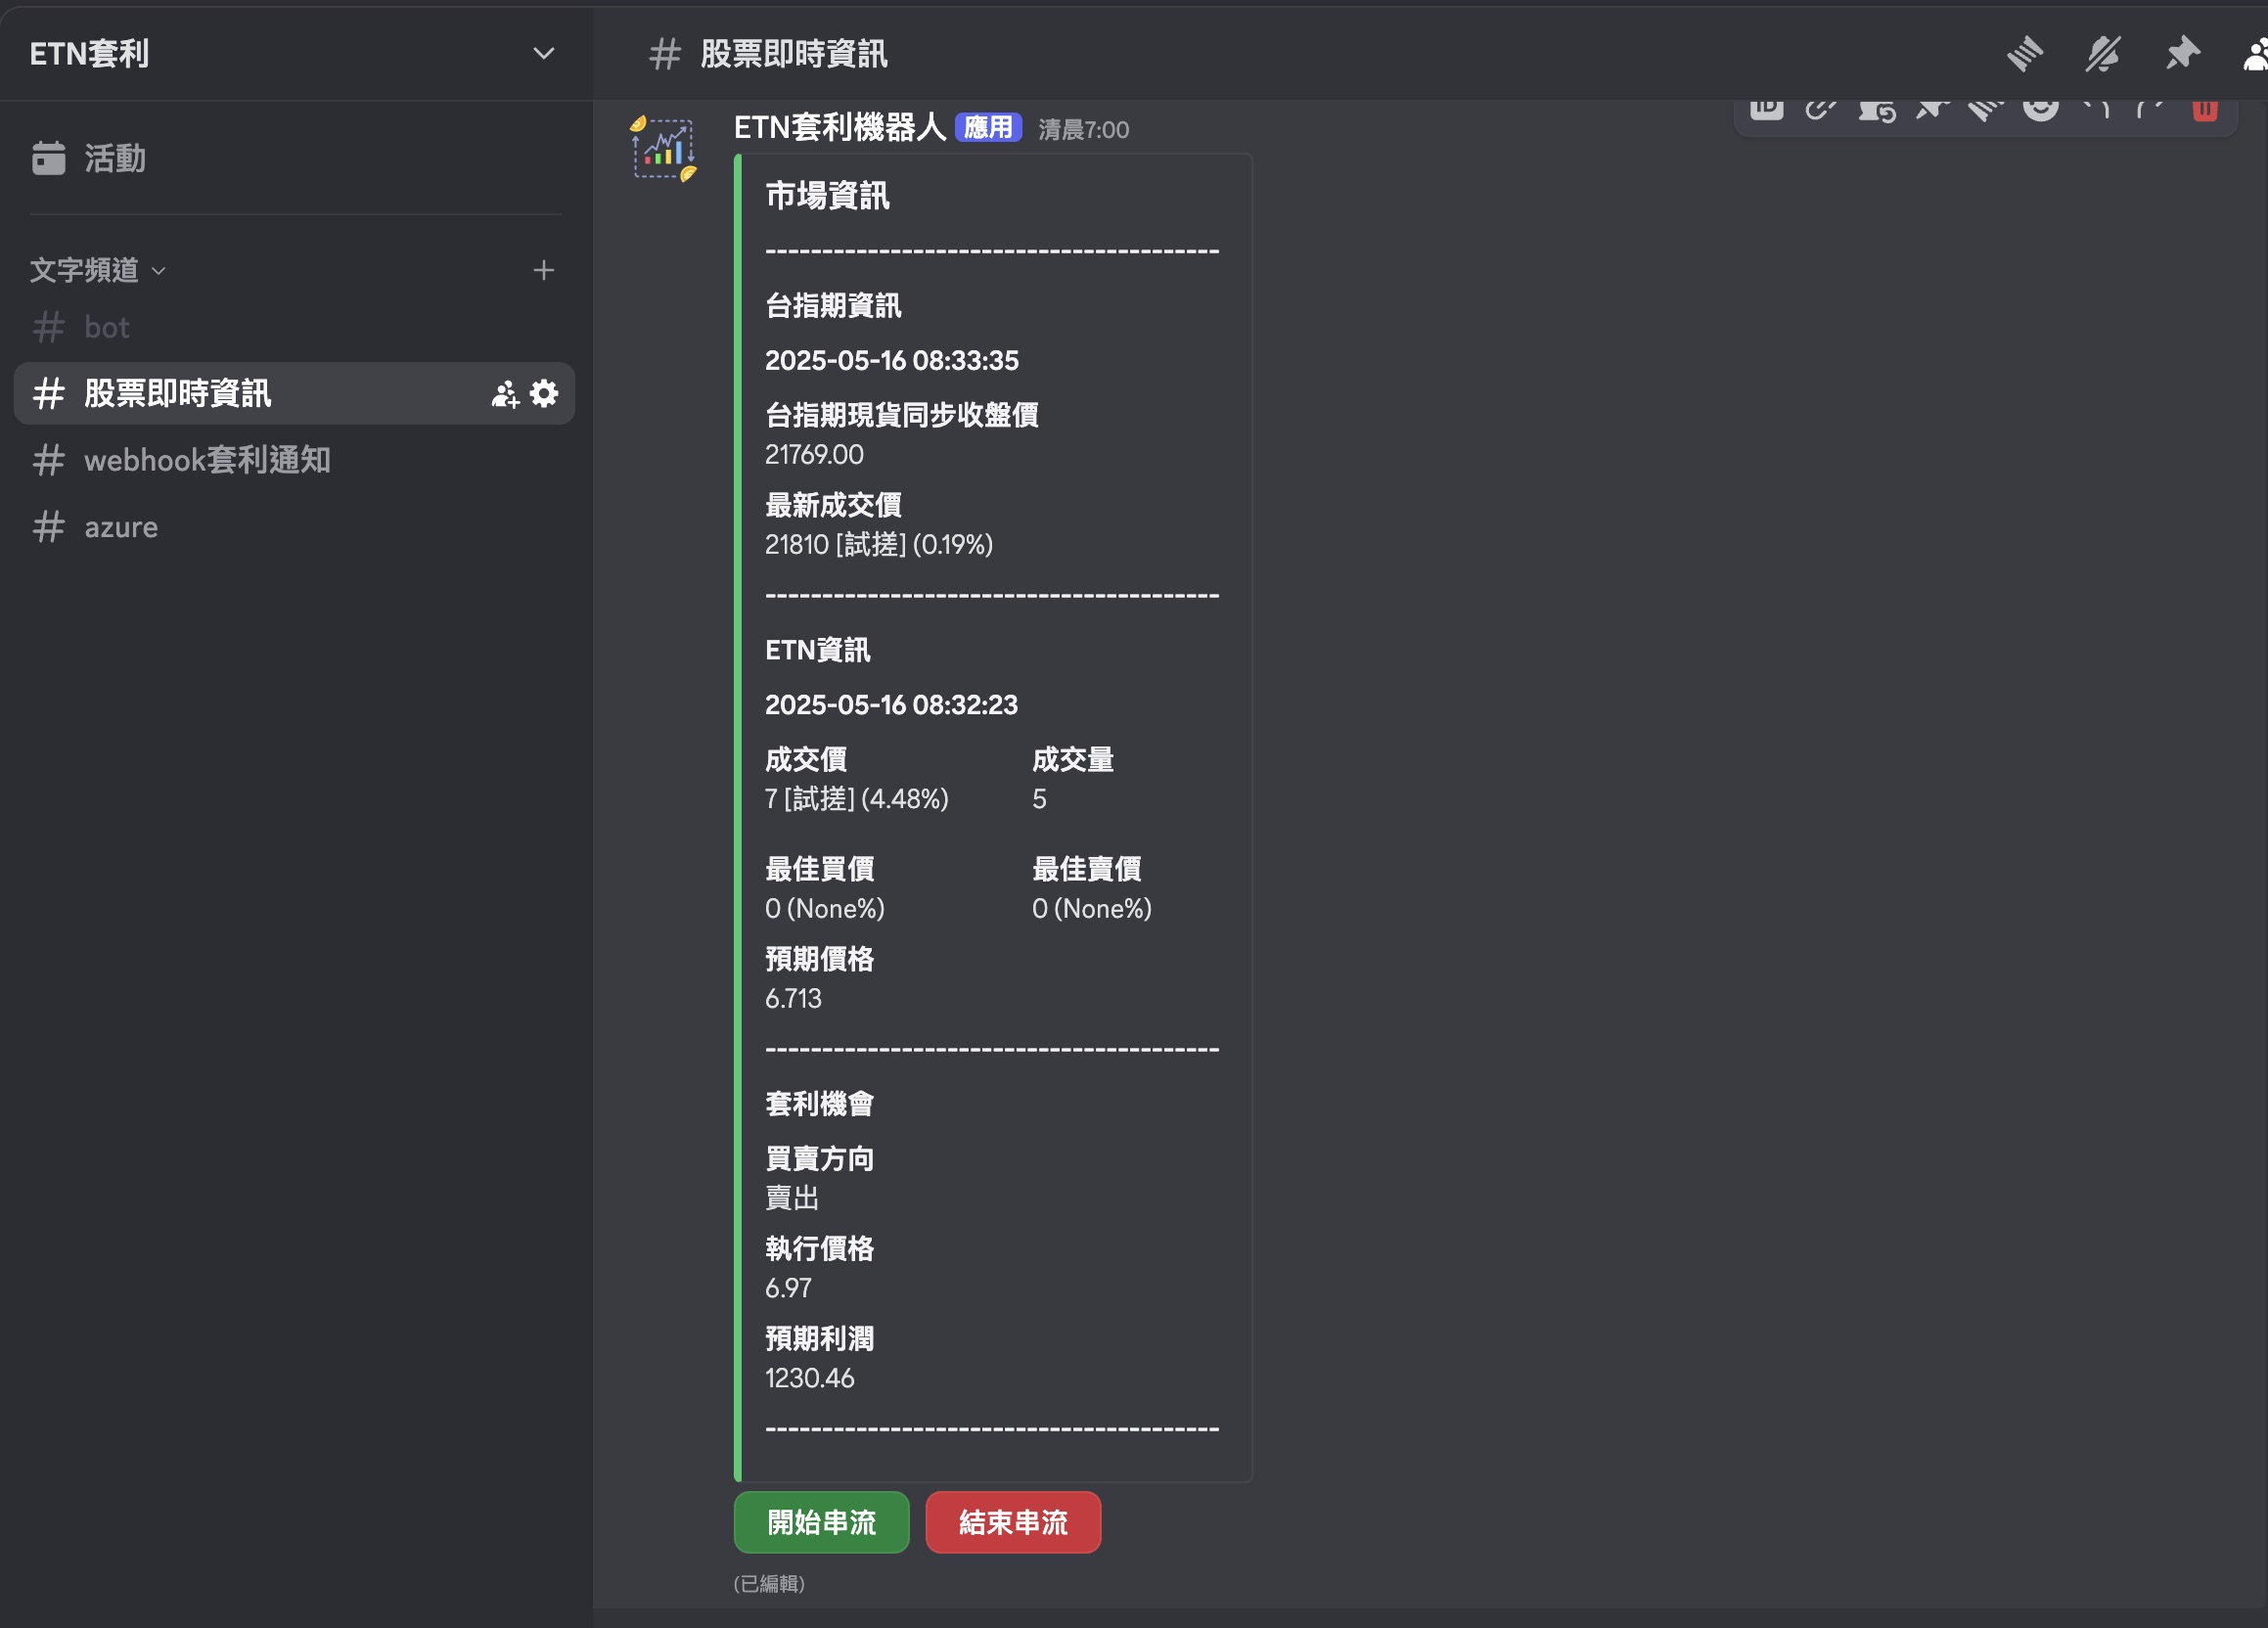 ETN套利
活動
文字頻道
bot
股票即時資訊
webhook套利通知
azure
股票即時資訊
ETN套利機器人 應用 清晨7:00
市場資訊
----------------------------------------
台指期資訊
2025-05-16 08:33:35
台指期現貨同步收盤價
21769.00
最新成交價
21810 [試搓] (0.19%)
----------------------------------------
ETN資訊
2025-05-16 08:32:23
成交價 成交量
7 [試搓] (4.48%) 5
最佳買價 最佳賣價
0 (None%) 0 (None%)
預期價格
6.713
----------------------------------------
套利機會
買賣方向
賣出
執行價格
6.97
預期利潤
1230.46
----------------------------------------
開始串流 結束串流
(已編輯)